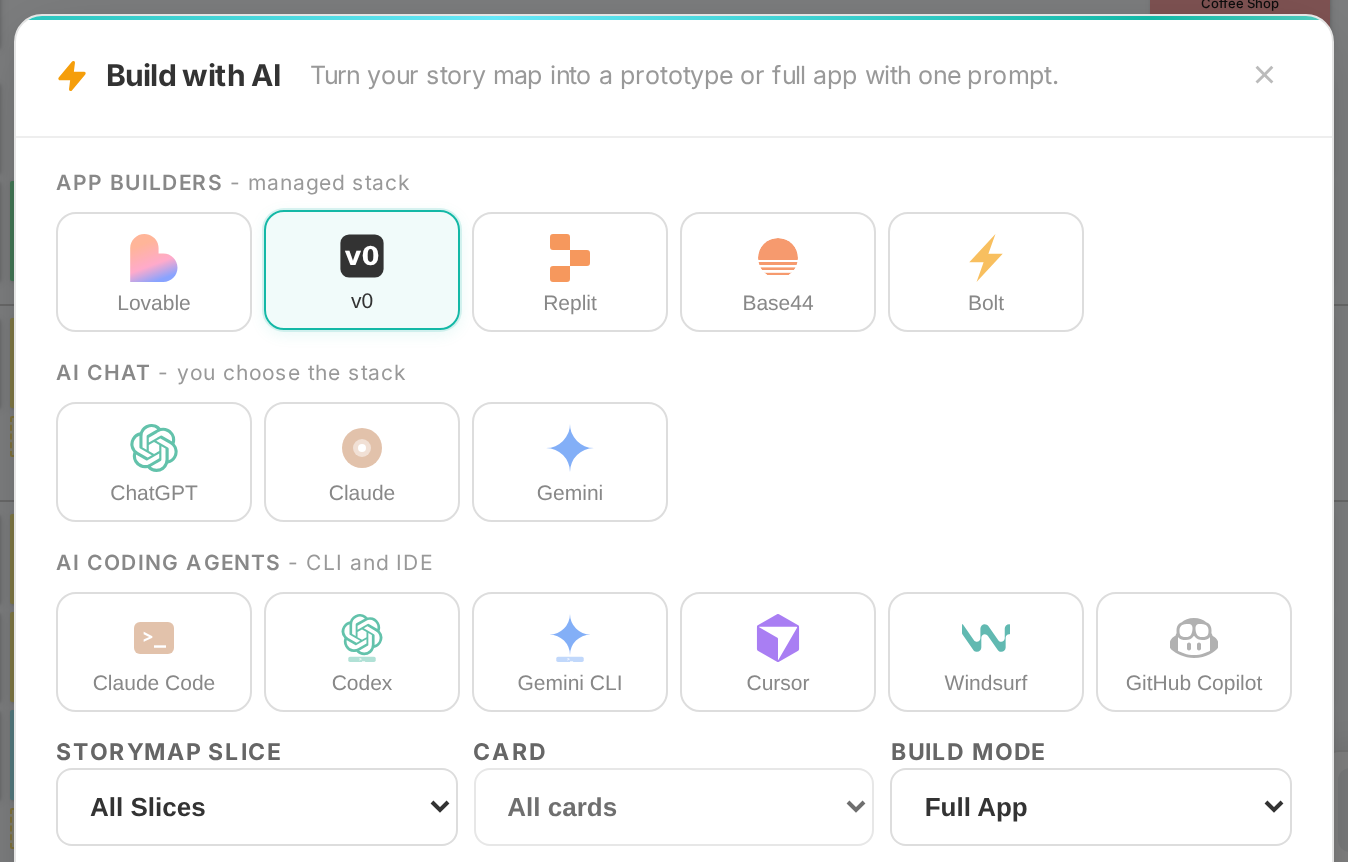 Coffee Shop
Build with AI Turn your story map into a prototype or full app with one prompt.
APP BUILDERS - managed stack
v0
Lovable v0 Replit Base44 Bolt
AI CHAT - you choose the stack
ChatGPT Claude Gemini
AI CODING AGENTS - CLI and IDE
>_
Claude Code Codex Gemini CLI Cursor Windsurf GitHub Copilot
STORYMAP SLICE CARD BUILD MODE
All Slices All cards Full App